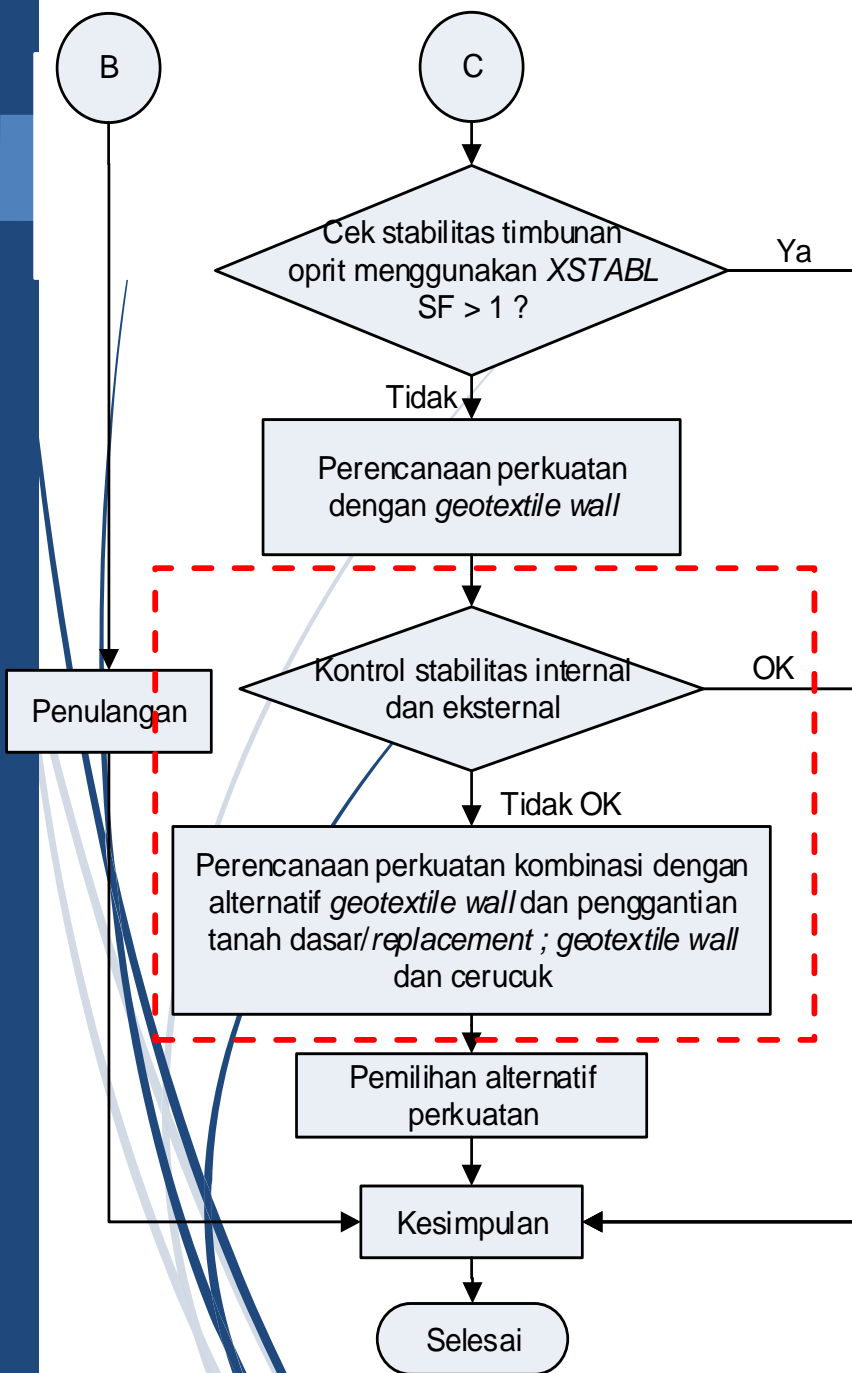 B
C
Cek stabilitas timbunan
oprit menggunakan XSTABL
SF > 1 ?
Ya
Tidak
Perencanaan perkuatan
dengan geotextile wall
Kontrol stabilitas internal
dan eksternal
OK
Penulangan
Tidak OK
Perencanaan perkuatan kombinasi dengan
alternatif geotextile wall dan penggantian
tanah dasar/replacement ; geotextile wall
dan cerucuk
Pemilihan alternatif
perkuatan
Kesimpulan
Selesai